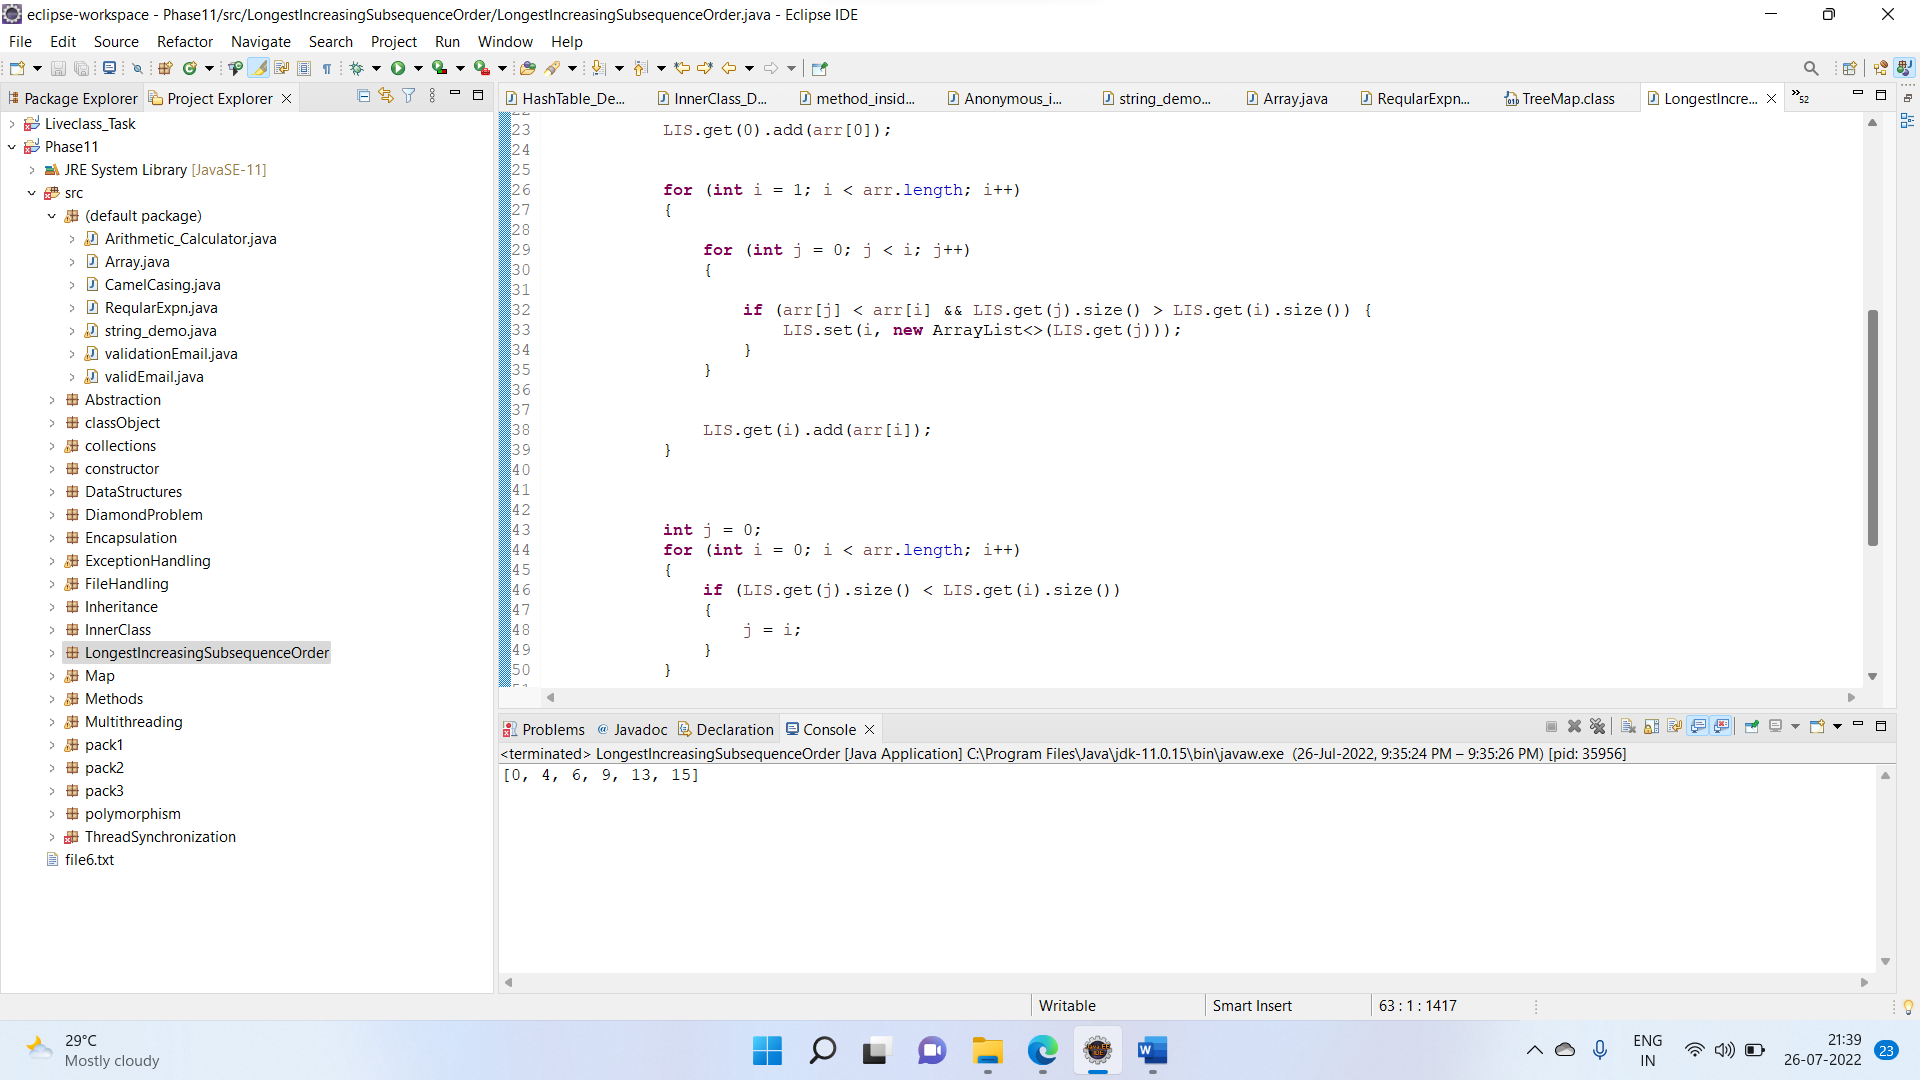 eclipse-workspace - Phase11/src/LongestIncreasingSubsequenceOrder/LongestIncreasingSubsequenceOrder.java - Eclipse IDE
File Edit Source Refactor Navigate Search Project Run Window Help
Package Explorer Project Explorer
HashTable_De... InnerClass_D... method_insid... Anonymous_i... string_demo... Array.java ReqularExpn... TreeMap.class LongestIncre... »52
Liveclass_Task
Phase11
JRE System Library [JavaSE-11]
src
(default package)
Arithmetic_Calculator.java
Array.java
CamelCasing.java
ReqularExpn.java
string_demo.java
validationEmail.java
validEmail.java
Abstraction
classObject
collections
constructor
DataStructures
DiamondProblem
Encapsulation
ExceptionHandling
FileHandling
Inheritance
InnerClass
LongestIncreasingSubsequenceOrder
Map
Methods
Multithreading
pack1
pack2
pack3
polymorphism
ThreadSynchronization
file6.txt
23 LIS.get(0).add(arr[0]);
24
25
26 for (int i = 1; i < arr.length; i++)
27 {
28
29 for (int j = 0; j < i; j++)
30 {
31
32 if (arr[j] < arr[i] && LIS.get(j).size() > LIS.get(i).size()) {
33 LIS.set(i, new ArrayList<>(LIS.get(j)));
34 }
35 }
36
37
38 LIS.get(i).add(arr[i]);
39 }
40
41
42
43 int j = 0;
44 for (int i = 0; i < arr.length; i++)
45 {
46 if (LIS.get(j).size() < LIS.get(i).size())
47 {
48 j = i;
49 }
50 }
Problems @ Javadoc Declaration Console
<terminated> LongestIncreasingSubsequenceOrder [Java Application] C:\Program Files\Java\jdk-11.0.15\bin\javaw.exe (26-Jul-2022, 9:35:24 PM – 9:35:26 PM) [pid: 35956]
[0, 4, 6, 9, 13, 15]
Writable Smart Insert 63 : 1 : 1417
29°C
Mostly cloudy
ENG
IN
21:39
26-07-2022
23